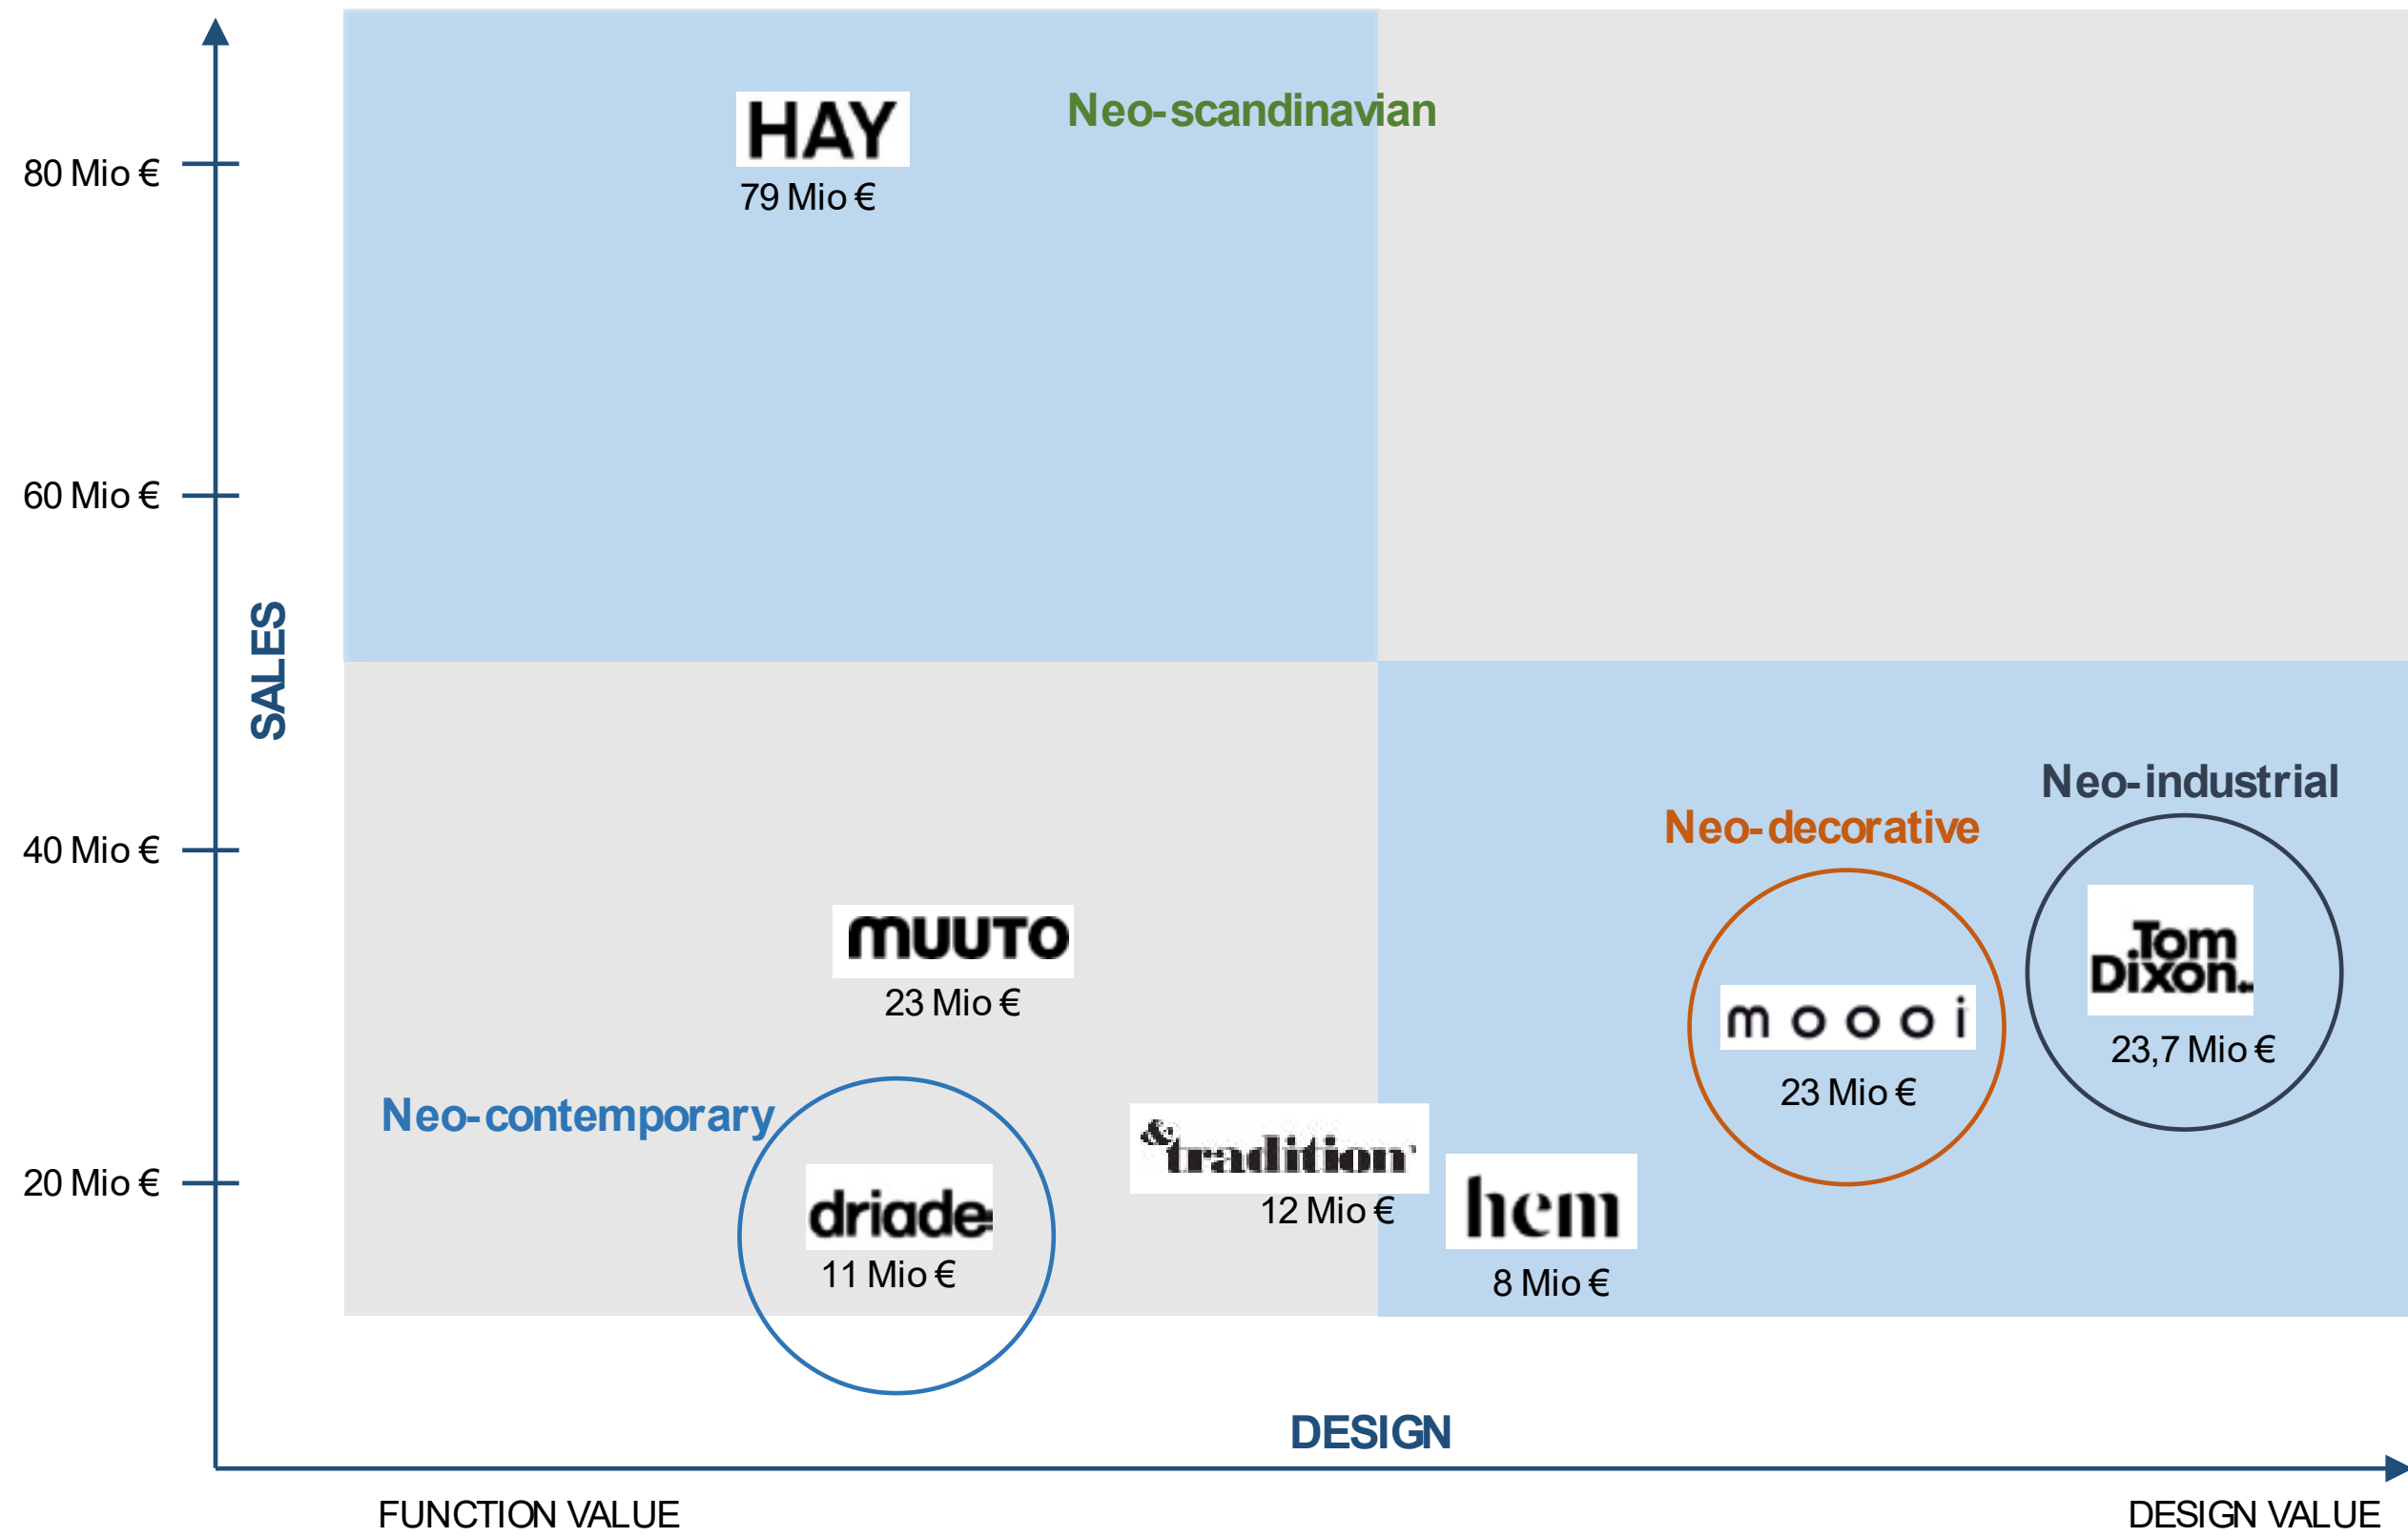 HAY
Neo-scandinavian
80 Mio €
79 Mio €
60 Mio €
SALES
Neo-industrial
Neo-decorative
40 Mio €
muuto
Tom
Dixon.
23 Mio €
moooi
23,7 Mio €
23 Mio €
Neo-contemporary
&tradition
20 Mio €
driade
12 Mio €
hem
11 Mio €
8 Mio €
DESIGN
FUNCTION VALUE
DESIGN VALUE